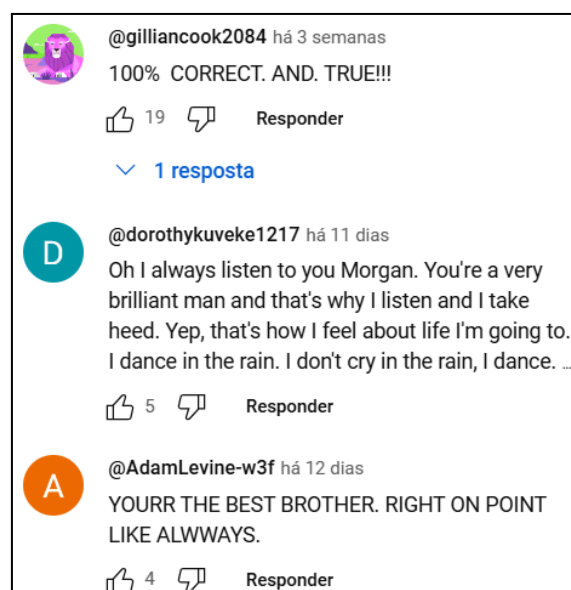 @gilliancook2084 há 3 semanas
100% CORRECT. AND. TRUE!!!
19 Responder
1 resposta
D
@dorothykuveke1217 há 11 dias
Oh I always listen to you Morgan. You're a very
brilliant man and that's why I listen and I take
heed. Yep, that's how I feel about life I'm going to.
I dance in the rain. I don't cry in the rain, I dance. ...
5 Responder
A
@AdamLevine-w3f há 12 dias
YOURR THE BEST BROTHER. RIGHT ON POINT
LIKE ALWWAYS.
4 Responder